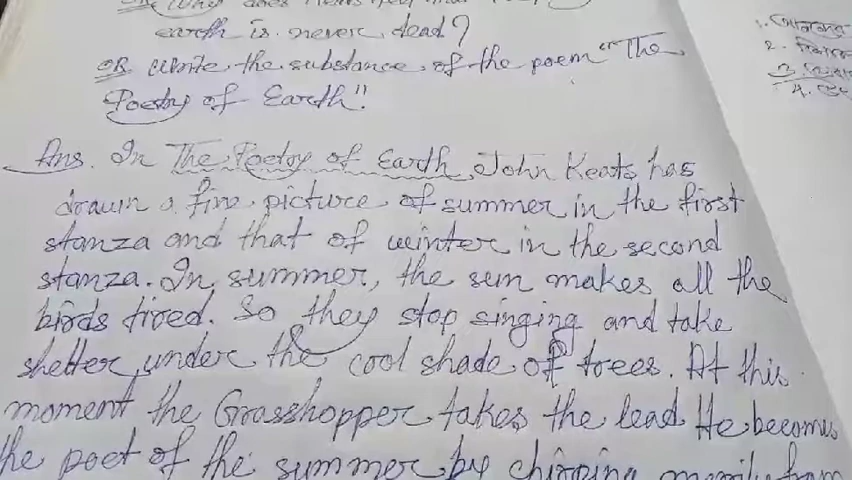 earth is never dead?
OR Write the substance of the poem "The
Poetry of Earth".
Ans. In The Poetry of Earth, John Keats has
drawn a fine picture of summer in the first
stanza and that of winter in the second
stanza. In summer, the sun makes all the
birds tired. So they stop singing and take
shelter under the cool shade of trees. At this
moment the Grasshopper takes the lead He becomes
the poet of the summer by chirping merrily from